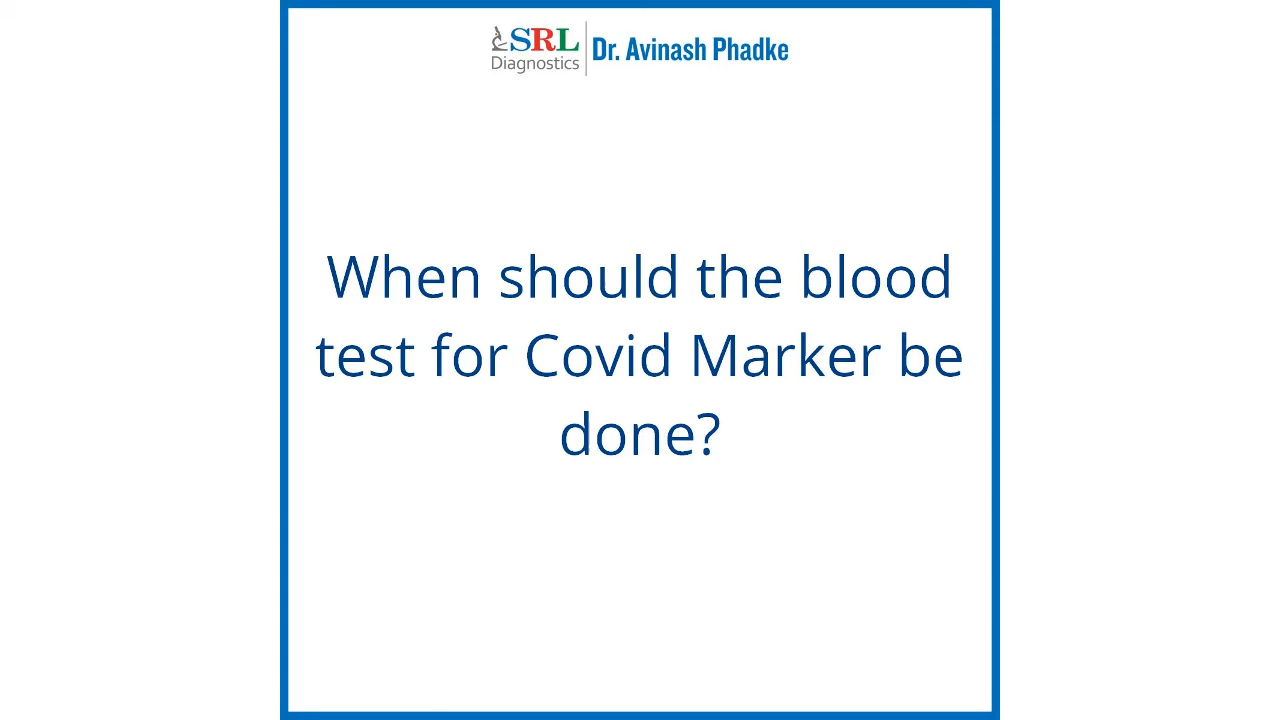 SRL
Diagnostics
Dr. Avinash Phadke
When should the blood
test for Covid Marker be
done?